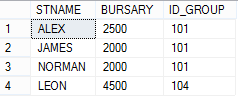 STNAME BURSARY ID_GROUP
1 ALEX 2500 101
2 JAMES 2000 101
3 NORMAN 2000 101
4 LEON 4500 104